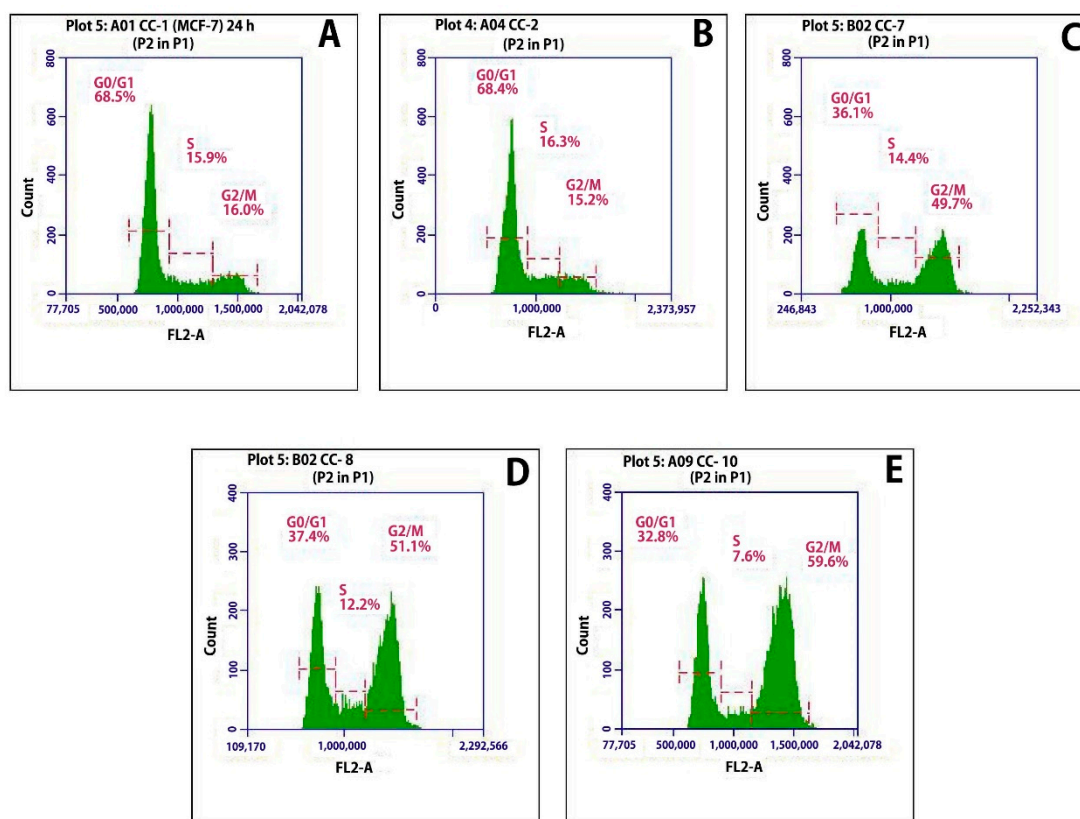 Plot 5: A01 CC-1 (MCF-7) 24 h
(P2 in P1)
A
800
600
400
200
0
Count
G0/G1
68.5%
S
15.9%
G2/M
16.0%
77,705
500,000
1,000,000
1,500,000
2,042,078
FL2-A
Plot 4: A04 CC-2
(P2 in P1)
B
800
600
400
200
0
Count
G0/G1
68.4%
S
16.3%
G2/M
15.2%
0
1,000,000
2,373,957
FL2-A
Plot 5: B02 CC-7
(P2 in P1)
C
800
600
400
200
0
Count
G0/G1
36.1%
S
14.4%
G2/M
49.7%
246,843
1,000,000
2,252,343
FL2-A
Plot 5: B02 CC- 8
(P2 in P1)
D
400
300
200
100
0
Count
G0/G1
37.4%
G2/M
51.1%
S
12.2%
109,170
1,000,000
2,292,566
FL2-A
Plot 5: A09 CC- 10
(P2 in P1)
E
400
300
200
100
0
Count
G0/G1
32.8%
S
7.6%
G2/M
59.6%
77,705
500,000
1,000,000
1,500,000
2,042,078
FL2-A